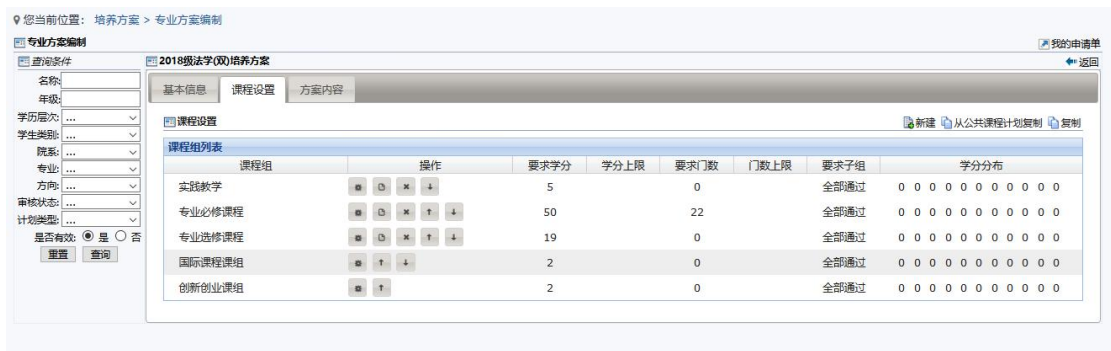 您当前位置： 培养方案 > 专业方案编制
专业方案编制
我的申请单
查询条件
名称:
年级:
学历层次: ...
学生类别: ...
院系: ...
专业: ...
方向: ...
审核状态: ...
计划类型: ...
是否有效: 是 否
重置 查询
2018级法学(双)培养方案
返回
基本信息 课程设置 方案内容
课程设置
新建 从公共课程计划复制 复制
课程组列表
课程组 操作 要求学分 学分上限 要求门数 门数上限 要求子组 学分分布
实践教学 5 0 全部通过 0 0 0 0 0 0 0 0 0 0 0
专业必修课程 50 22 全部通过 0 0 0 0 0 0 0 0 0 0 0
专业选修课程 19 0 全部通过 0 0 0 0 0 0 0 0 0 0 0
国际课程课组 2 0 全部通过 0 0 0 0 0 0 0 0 0 0 0
创新创业课组 2 0 全部通过 0 0 0 0 0 0 0 0 0 0 0